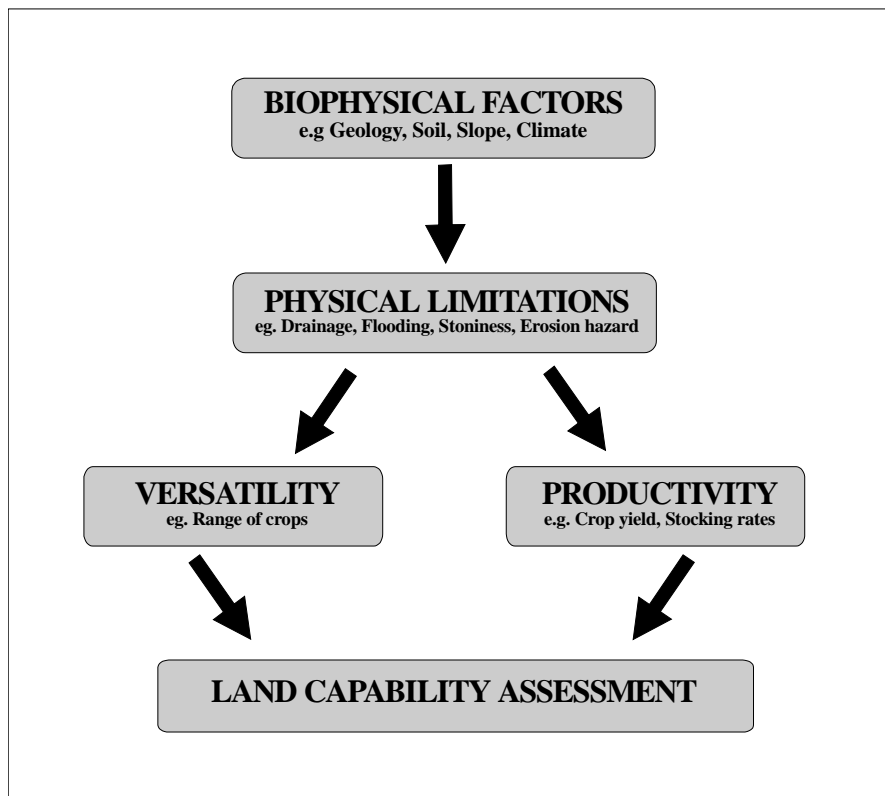 BIOPHYSICAL FACTORS
e.g Geology, Soil, Slope, Climate
PHYSICAL LIMITATIONS
eg. Drainage, Flooding, Stoniness, Erosion hazard
VERSATILITY
eg. Range of crops
PRODUCTIVITY
e.g. Crop yield, Stocking rates
LAND CAPABILITY ASSESSMENT